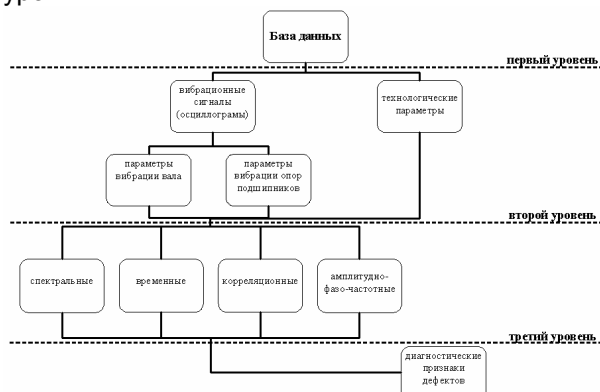 База данных
первый уровень
вибрационные
сигналы
(осциллограмы)
технологические
параметры
параметры
вибрации вала
параметры
вибрации опор
подшипников
второй уровень
спектральные
временные
корреляционные
амплитудно-
фазо-частотные
третий уровень
диагностические
признаки
дефектов